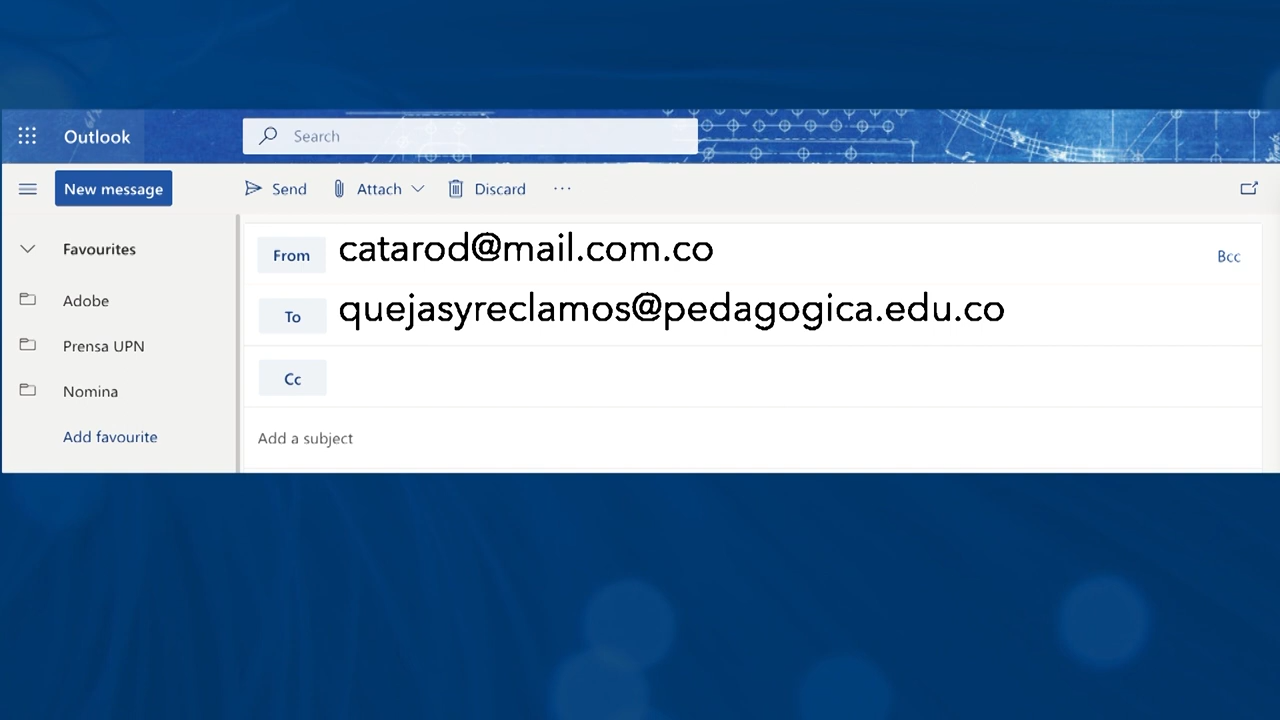 Outlook
Search
New message
Send
Attach
Discard
...
Favourites
From
catarod@mail.com.co
Bcc
Adobe
To
quejasyreclamos@pedagogica.edu.co
Prensa UPN
Cc
Nomina
Add favourite
Add a subject